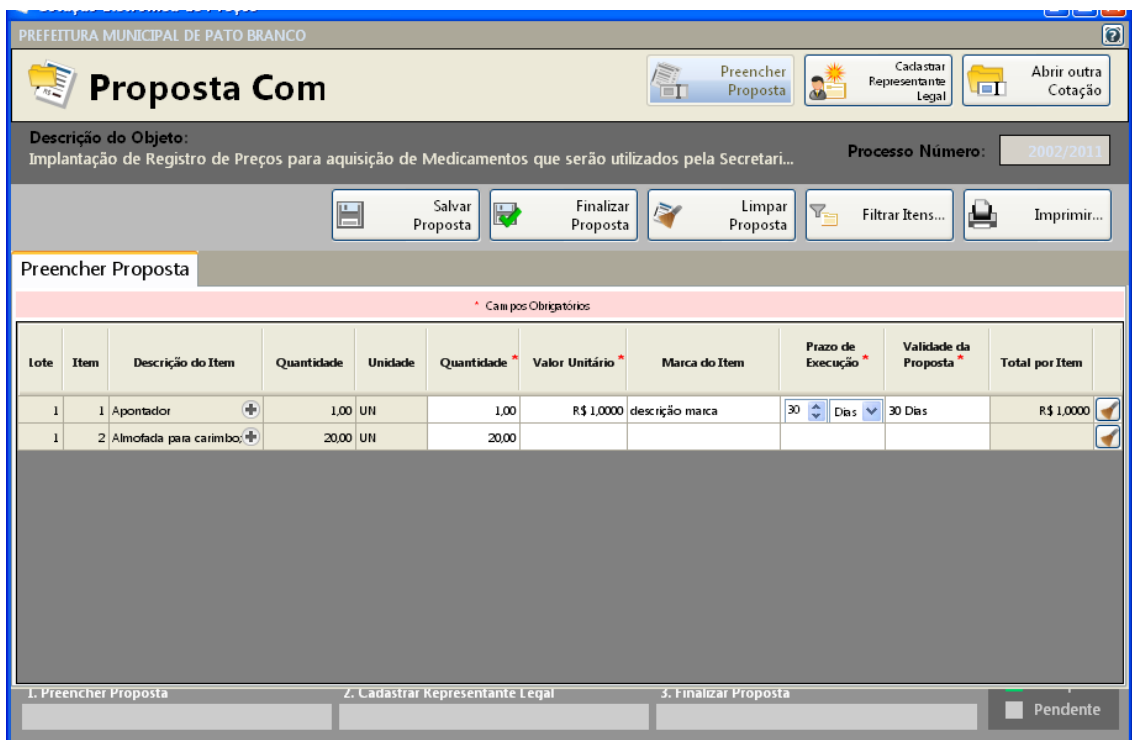 PREFEITURA MUNICIPAL DE PATO BRANCO
Proposta Com
Preencher Proposta
Cadastrar Representante Legal
Abrir outra Cotação
Descrição do Objeto:
Implantação de Registro de Preços para aquisição de Medicamentos que serão utilizados pela Secretari...
Processo Número:
2002/2011
Salvar Proposta
Finalizar Proposta
Limpar Proposta
Filtrar Itens...
Imprimir...
Preencher Proposta
* Campos Obrigatórios
Lote Item Descrição do Item Quantidade Unidade Quantidade * Valor Unitário * Marca do Item Prazo de Execução * Validade da Proposta * Total por Item
1 1 Apontador 1,00 UN 1,00 R$ 1,0000 descrição marca 30 Dias 30 Dias R$ 1,0000
1 2 Almofada para carimbo; 20,00 UN 20,00
1. Preencher Proposta
2. Cadastrar Representante Legal
3. Finalizar Proposta
Pendente